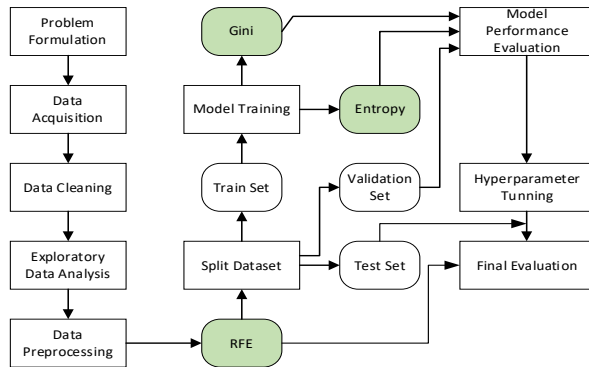 Problem
Formulation
Data
Acquisition
Data Cleaning
Exploratory
Data Analysis
Data
Preprocessing
Gini
Model Training
Entropy
Train Set
Validation
Set
Split Dataset
Test Set
RFE
Model
Performance
Evaluation
Hyperparameter
Tunning
Final Evaluation